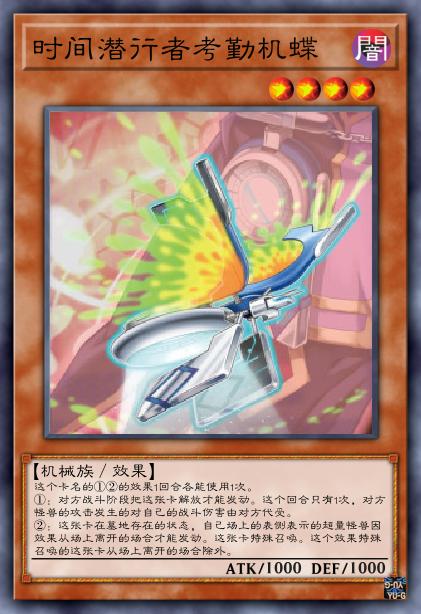 时间潜行者考勤机蝶
闇
【机械族／效果】
这个卡名的①②的效果1回合各能使用1次。
①：对方战斗阶段把这张卡解放才能发动。这个回合只有1次，对方
怪兽的攻击发生的对自己的战斗伤害由对方代受。
②：这张卡在墓地存在的状态，自己场上的表侧表示的超量怪兽因
效果从场上离开的场合才能发动。这张卡特殊召唤。这个效果特殊
召唤的这张卡从场上离开的场合除外。
ATK/1000 DEF/1000